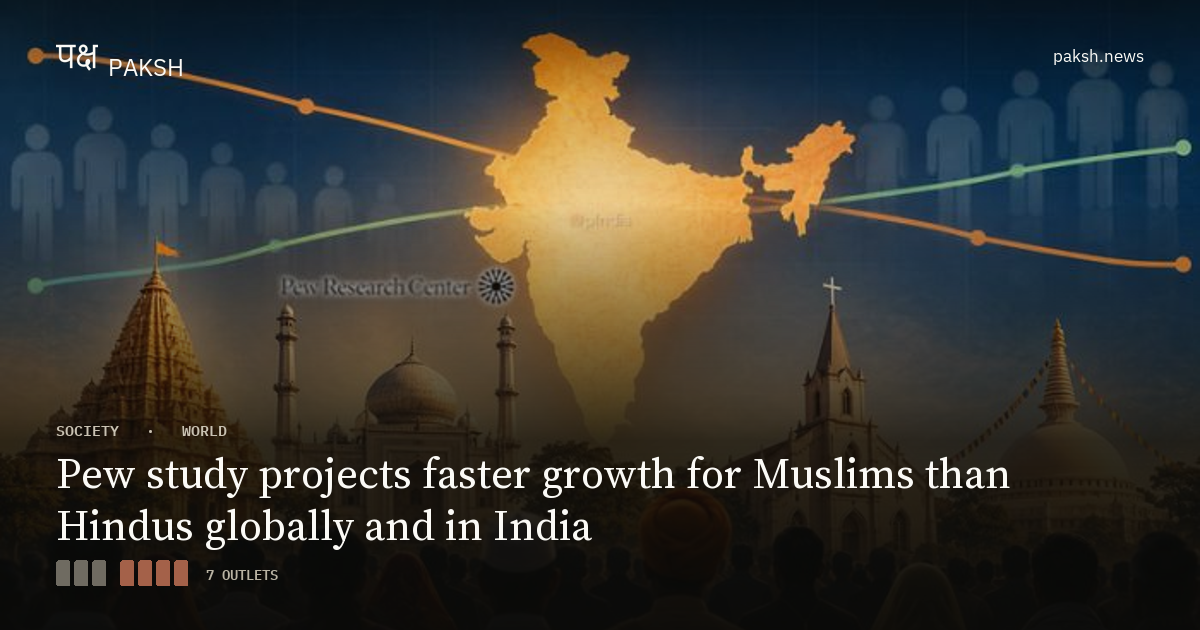 पक्ष PAKSH
paksh.news
Pew Research Center
SOCIETY · WORLD
Pew study projects faster growth for Muslims than
Hindus globally and in India
7 OUTLETS